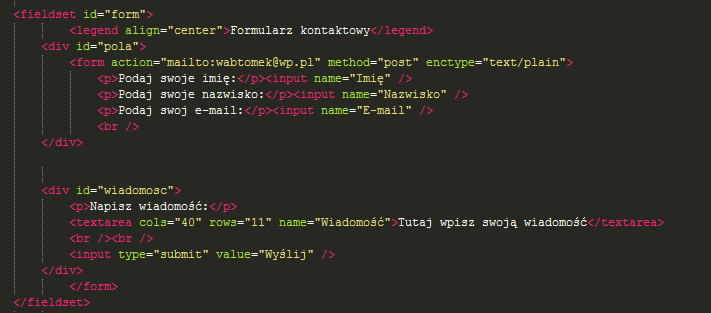 <fieldset id="form">
<legend align="center">Formularz kontaktowy</legend>
<div id="pola">
<form action="mailto:wabtomek@wp.pl" method="post" enctype="text/plain">
<p>Podaj swoje imię:</p><input name="Imię" />
<p>Podaj swoje nazwisko:</p><input name="Nazwisko" />
<p>Podaj swoj e-mail:</p><input name="E-mail" />
<br />
</div>
<div id="wiadomosc">
<p>Napisz wiadomość:</p>
<textarea cols="40" rows="11" name="Wiadomość">Tutaj wpisz swoją wiadomość</textarea>
<br /><br />
<input type="submit" value="Wyślij" />
</div>
</form>
</fieldset>